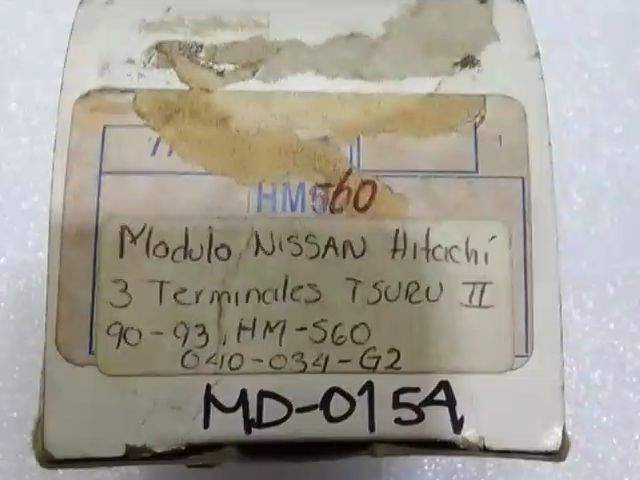 HM560
Modulo, NISSAN Hitachi
3 Terminales TSURU II
90-93, HM-560
040-034-G2
MD-0154